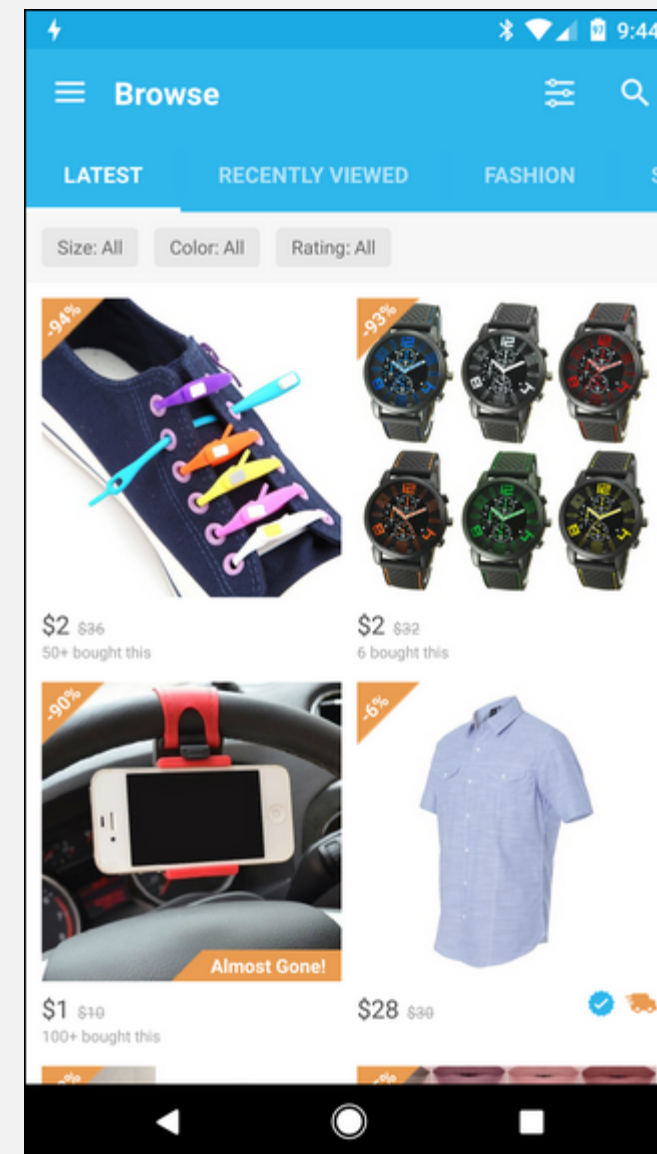 9:44
Browse
LATEST RECENTLY VIEWED FASHION
Size: All Color: All Rating: All
-94%
-93%
$2 $36
50+ bought this
$2 $32
6 bought this
-90%
-6%
Almost Gone!
$1 $10
100+ bought this
$28 $30